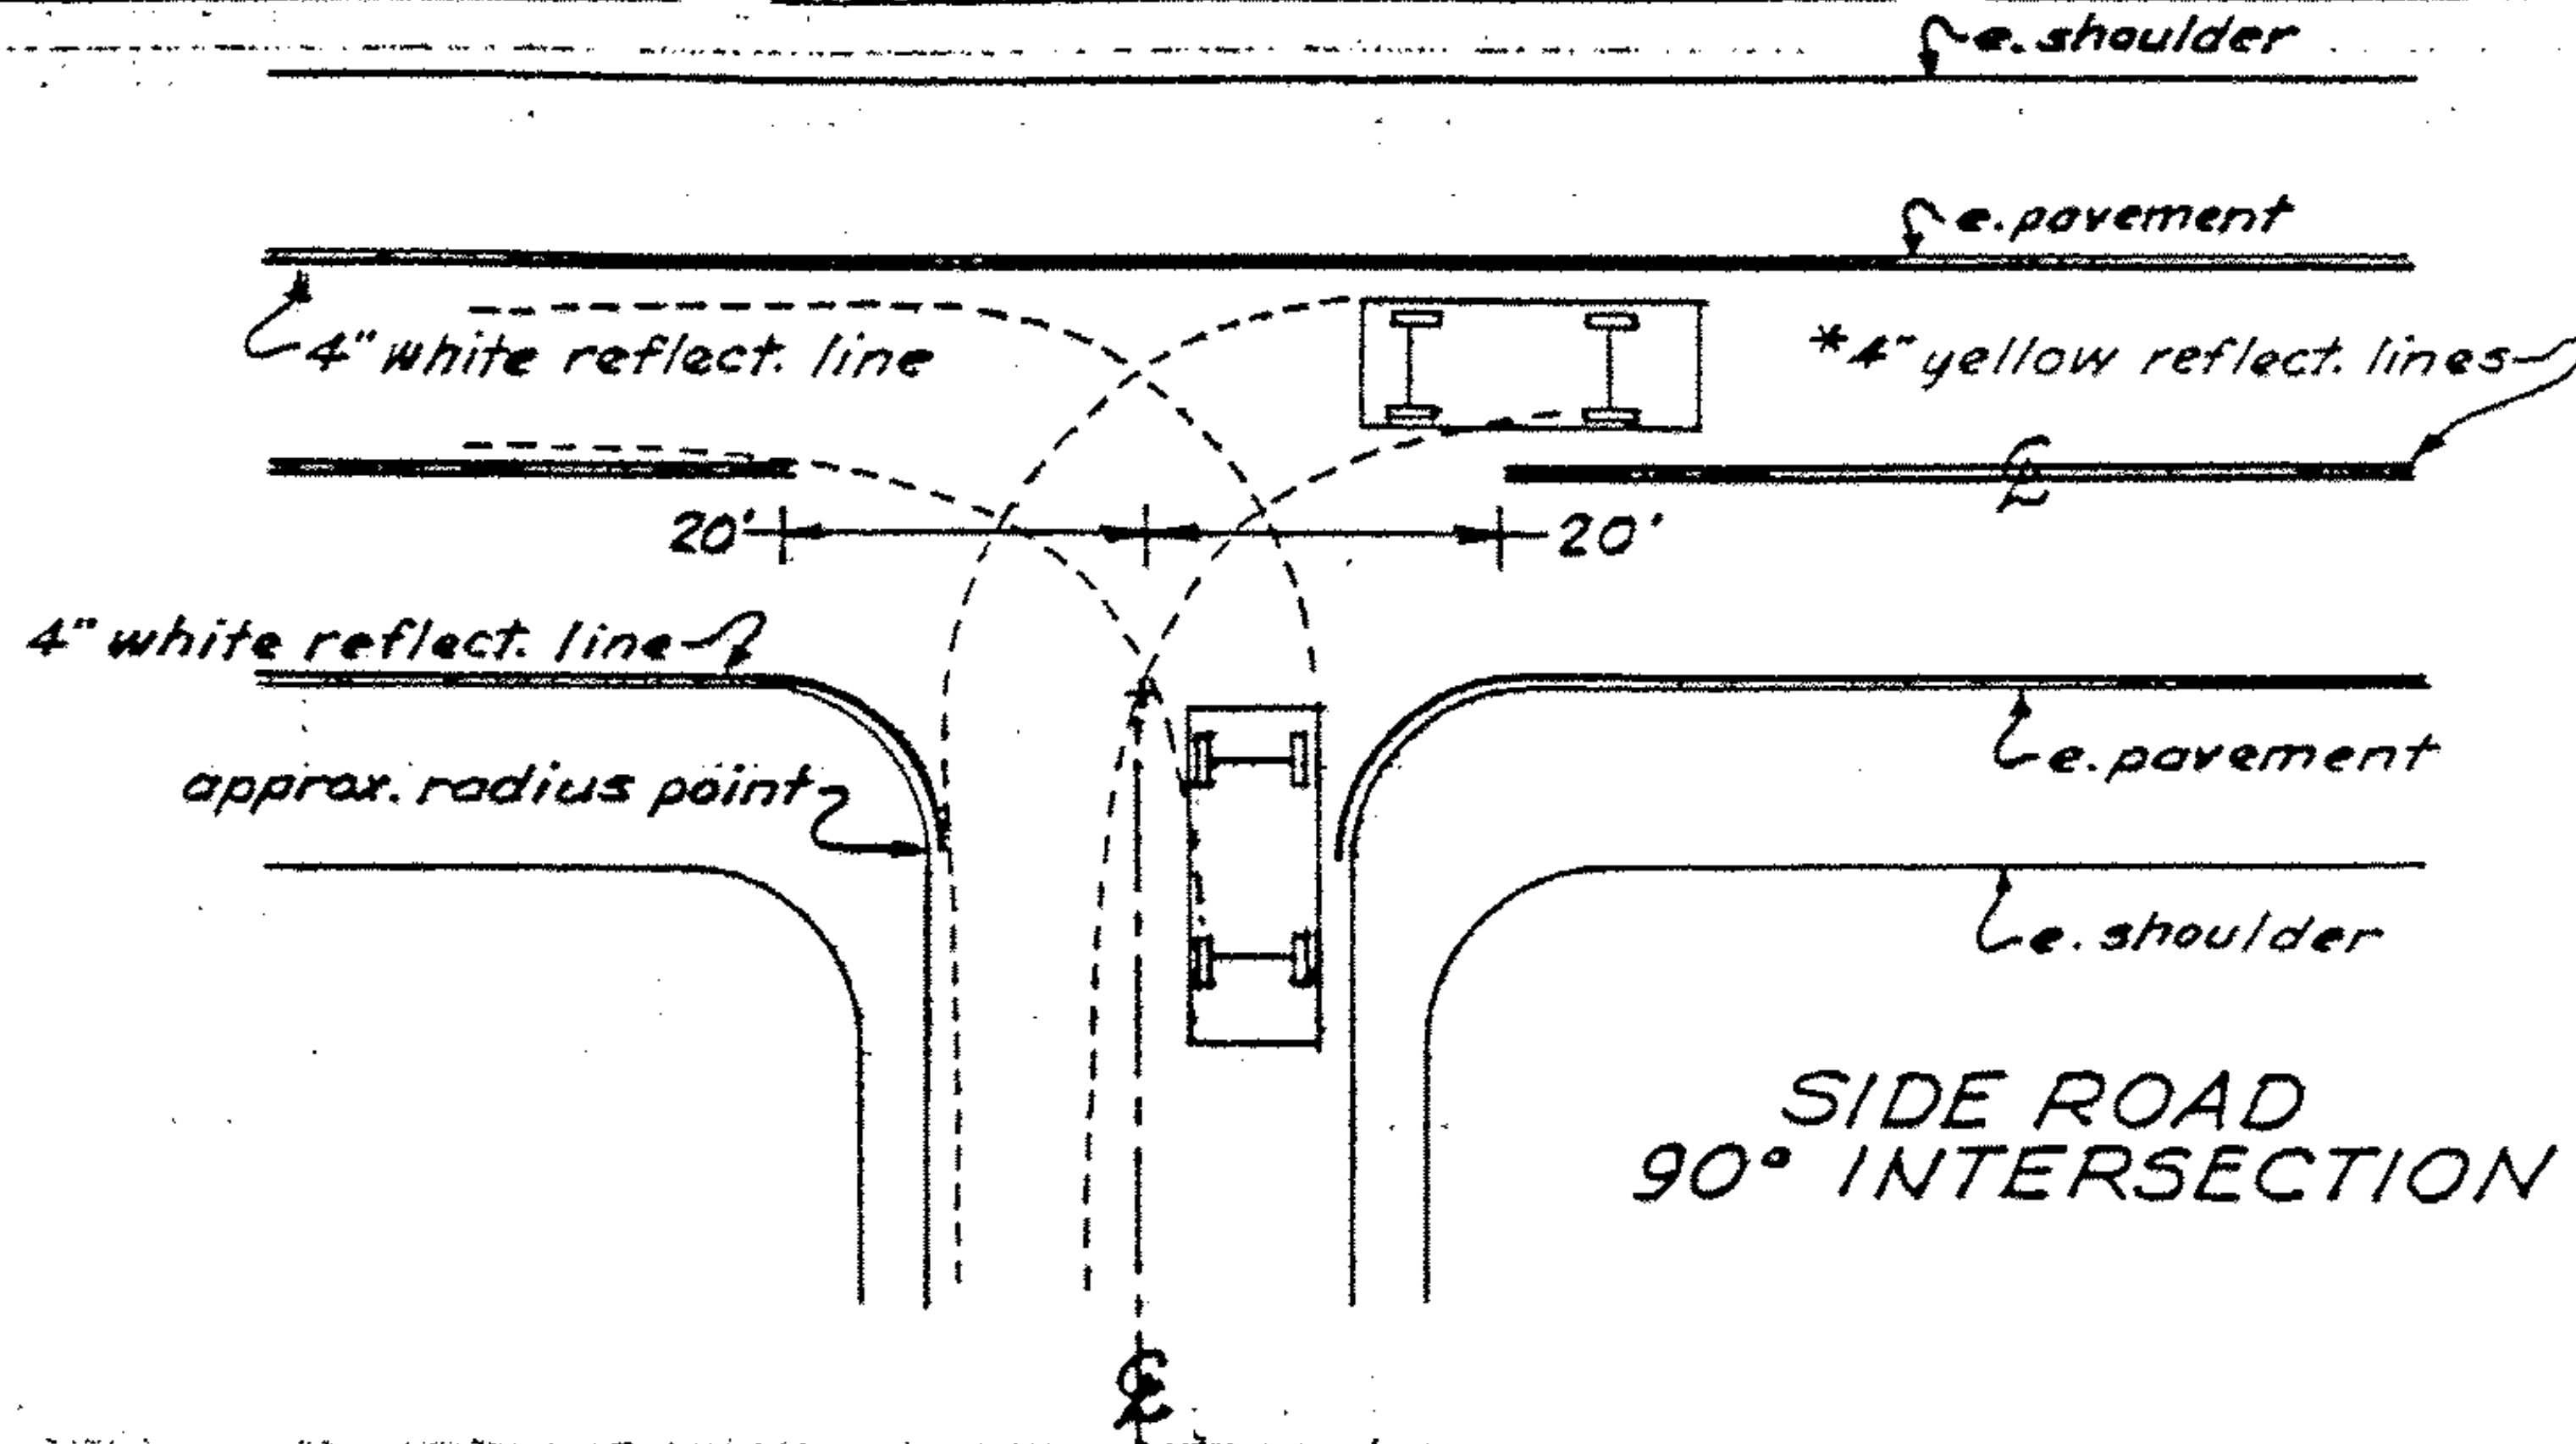 e. shoulder
e. pavement
4" white reflect. line
*4" yellow reflect. lines
℄
20' 20'
4" white reflect. line
e. pavement
approx. radius point
e. shoulder
SIDE ROAD
90° INTERSECTION
℄